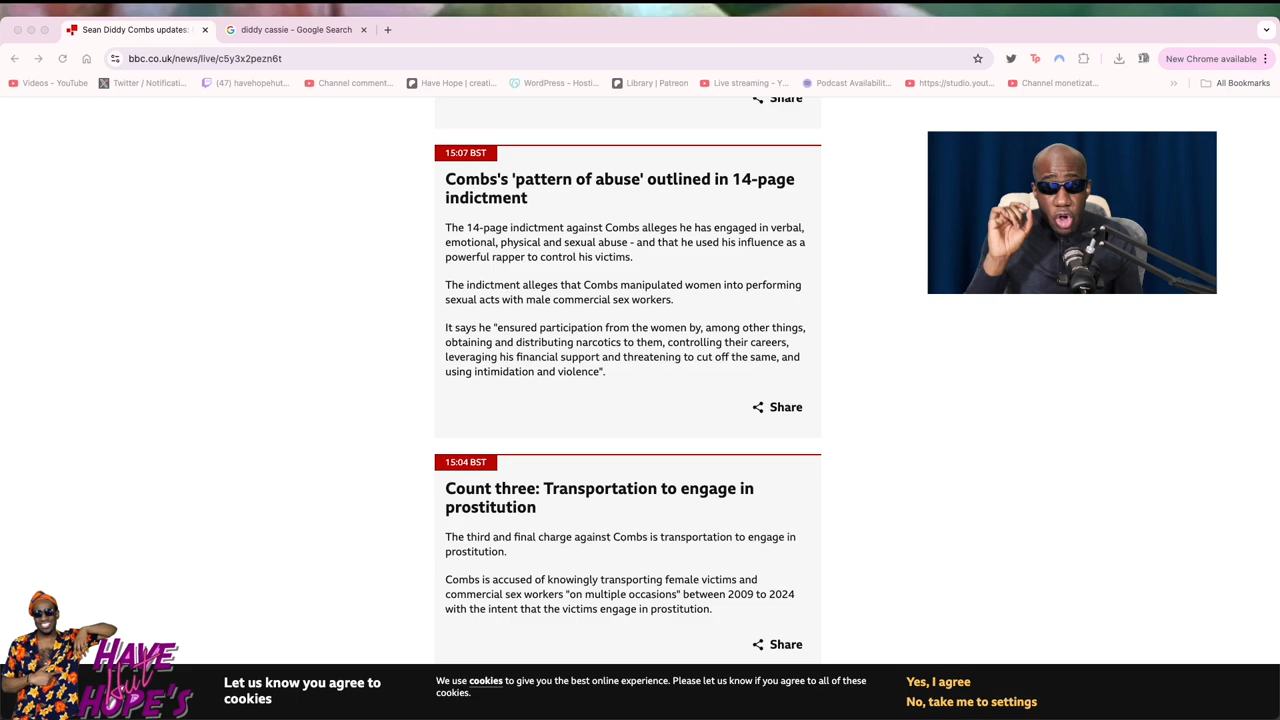 Sean Diddy Combs updates:
diddy cassie – Google Search
bbc.co.uk/news/live/c5y3x2pezn6t
New Chrome available
Videos - YouTube
Twitter / Notificati...
(47) havehopehut...
Channel comment...
Have Hope | creati...
WordPress – Hosti...
Library | Patreon
Live streaming - Y...
Podcast Availabilit...
https://studio.yout...
Channel monetizat...
All Bookmarks
Share
15:07 BST
Combs's 'pattern of abuse' outlined in 14-page
indictment
The 14-page indictment against Combs alleges he has engaged in verbal,
emotional, physical and sexual abuse - and that he used his influence as a
powerful rapper to control his victims.
The indictment alleges that Combs manipulated women into performing
sexual acts with male commercial sex workers.
It says he "ensured participation from the women by, among other things,
obtaining and distributing narcotics to them, controlling their careers,
leveraging his financial support and threatening to cut off the same, and
using intimidation and violence".
Share
15:04 BST
Count three: Transportation to engage in
prostitution
The third and final charge against Combs is transportation to engage in
prostitution.
Combs is accused of knowingly transporting female victims and
commercial sex workers "on multiple occasions" between 2009 to 2024
with the intent that the victims engage in prostitution.
Share
HAVE
hut
HOPE'S
Let us know you agree to
cookies
We use cookies to give you the best online experience. Please let us know if you agree to all of these
cookies.
Yes, I agree
No, take me to settings